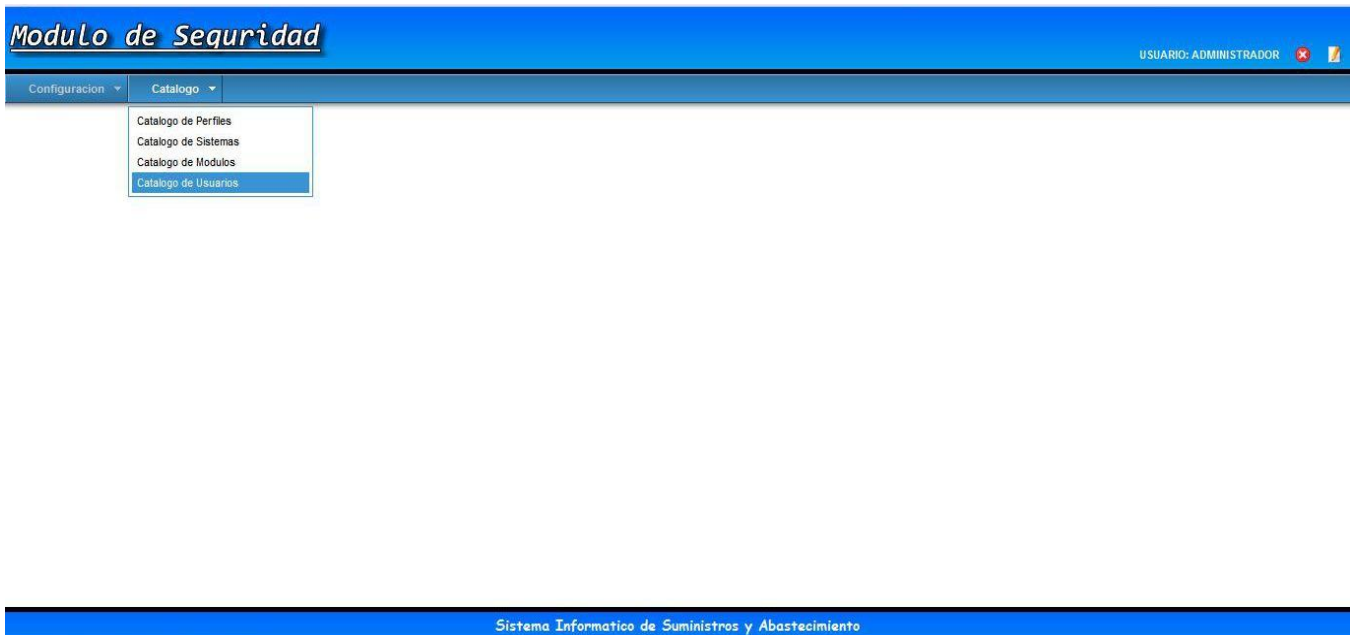 Modulo de Seguridad
USUARIO: ADMINISTRADOR
Configuracion Catalogo
Catalogo de Perfiles
Catalogo de Sistemas
Catalogo de Modulos
Catalogo de Usuarios
Sistema Informatico de Suministros y Abastecimiento